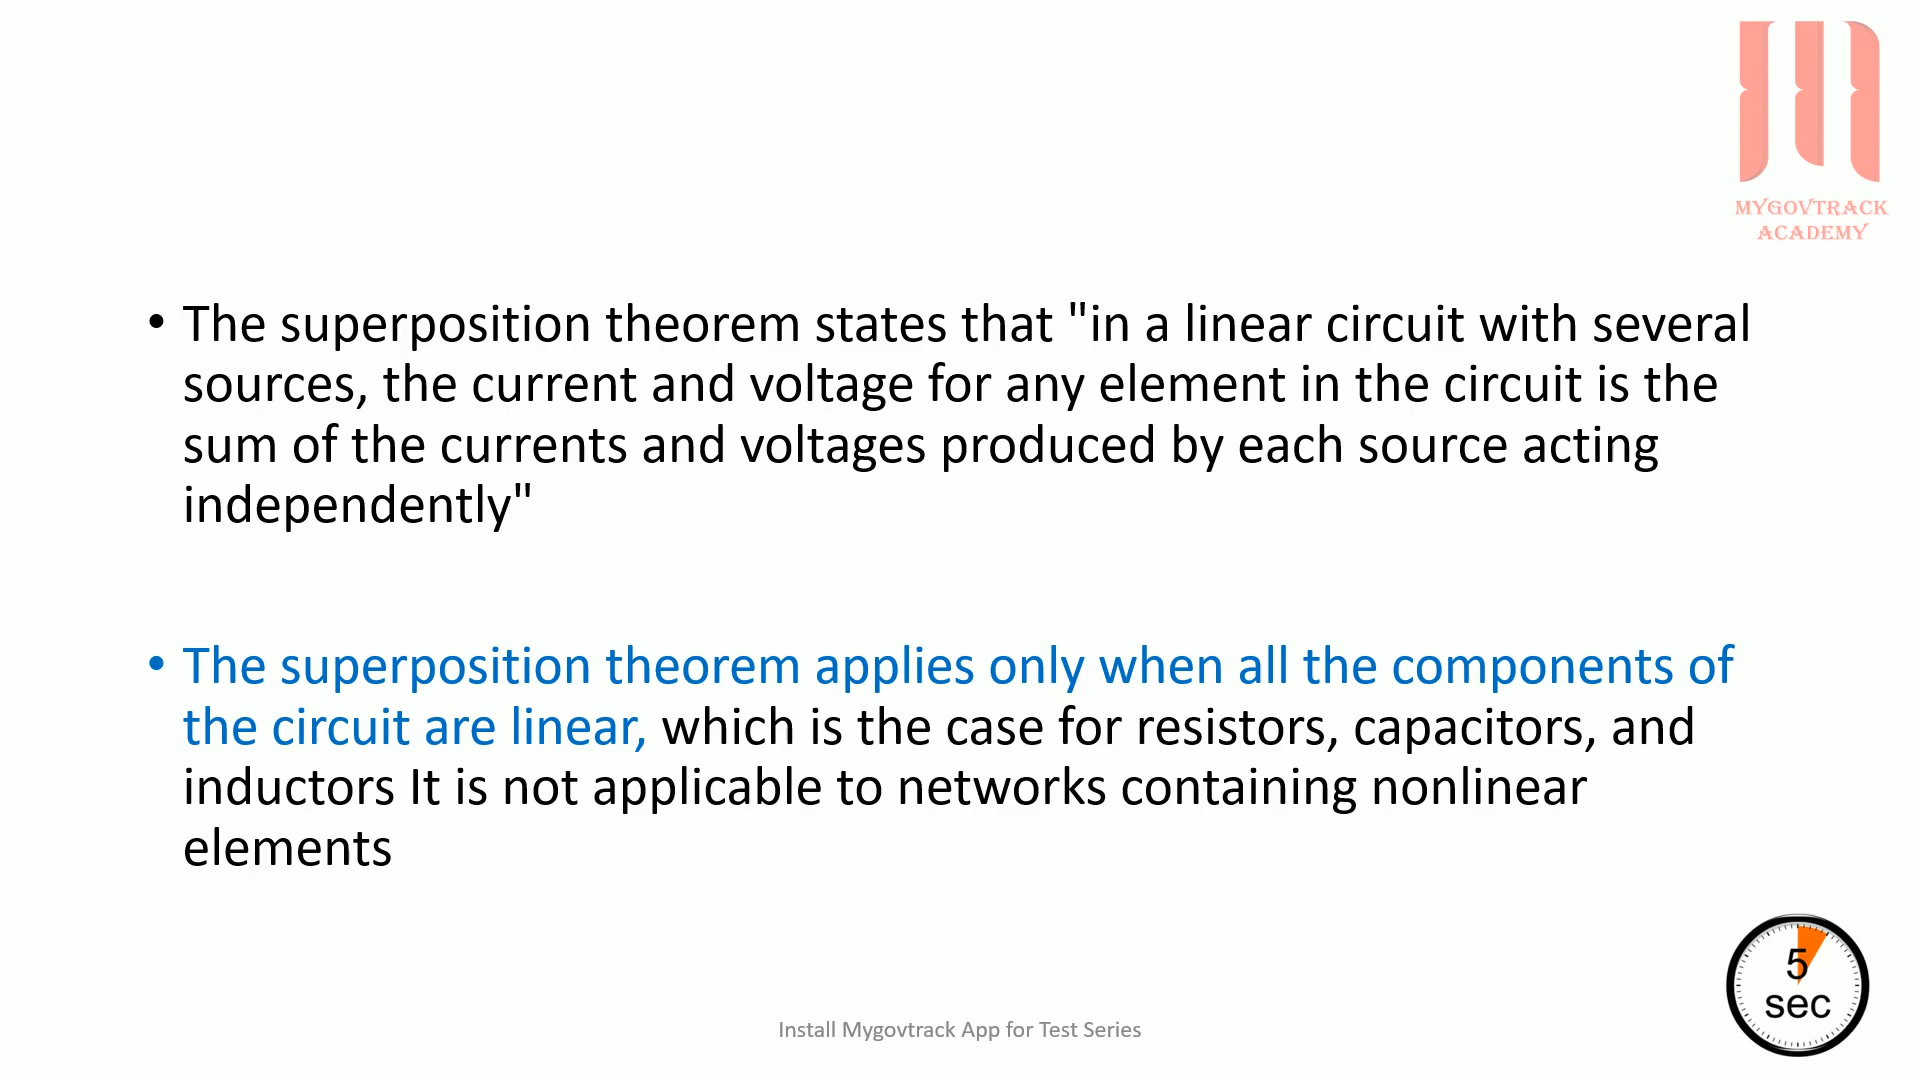 MYGOVTRACK
ACADEMY
• The superposition theorem states that "in a linear circuit with several
sources, the current and voltage for any element in the circuit is the
sum of the currents and voltages produced by each source acting
independently"
• The superposition theorem applies only when all the components of
the circuit are linear, which is the case for resistors, capacitors, and
inductors It is not applicable to networks containing nonlinear
elements
5
sec
Install Mygovtrack App for Test Series